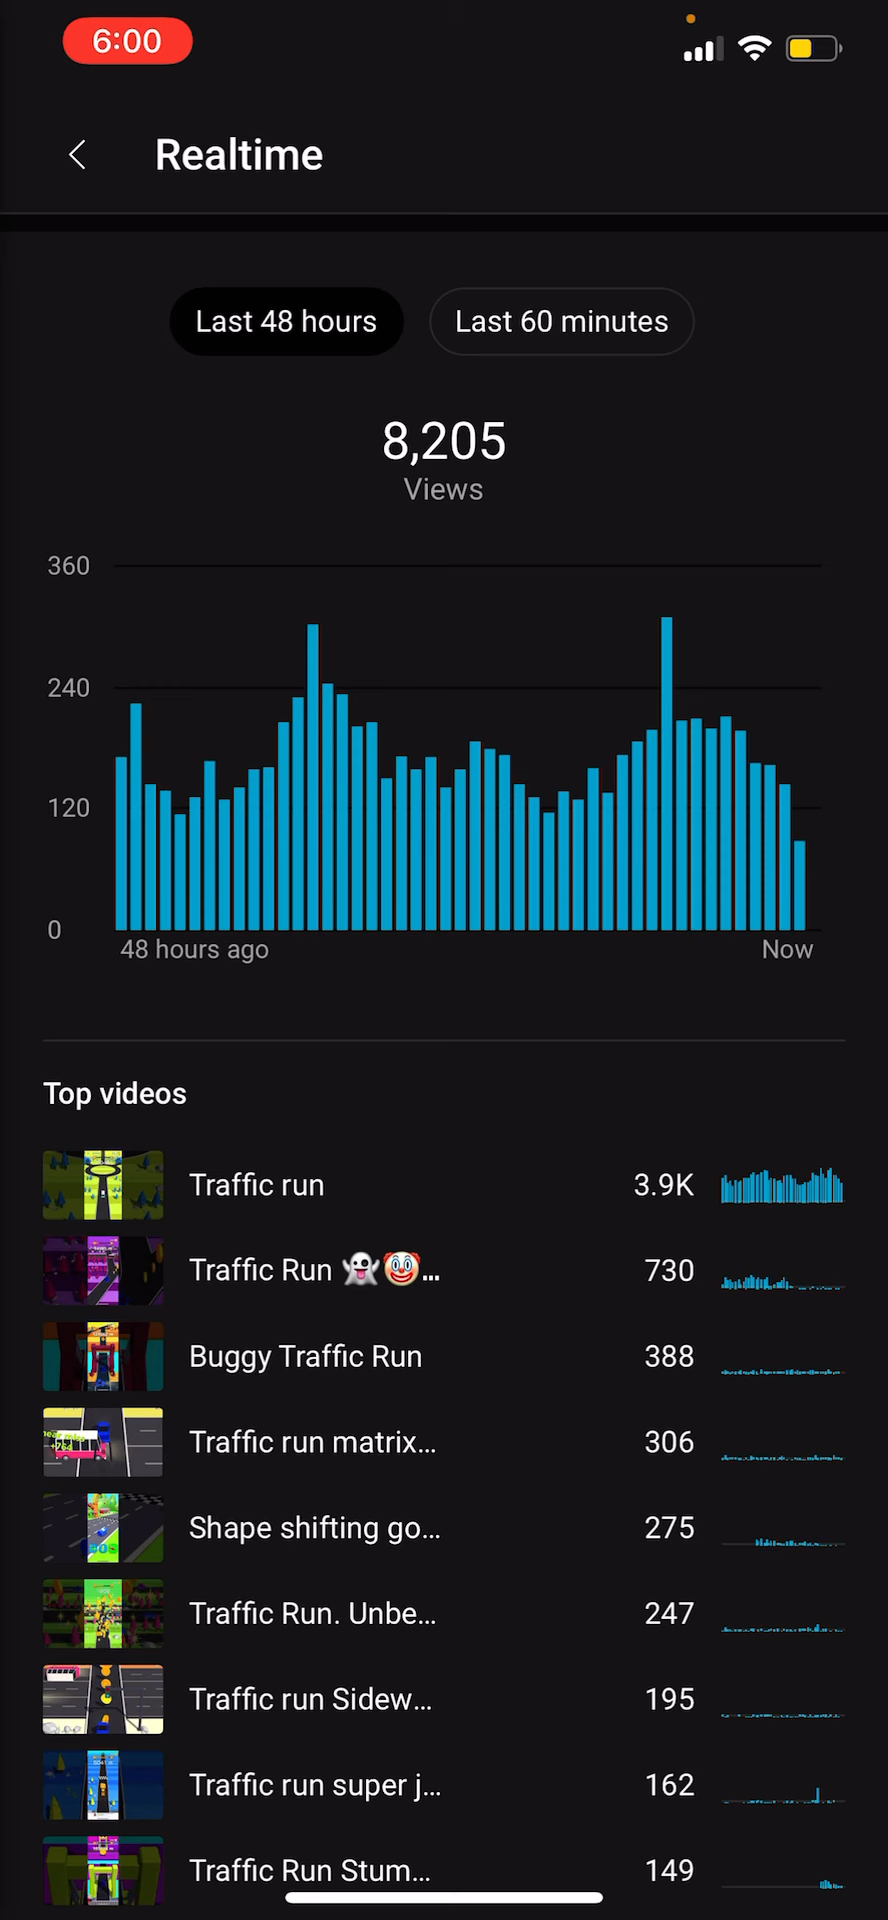 6:00
Realtime
Last 48 hours
Last 60 minutes
8,205
Views
360
240
120
0
48 hours ago
Now
Top videos
Traffic run 3.9K
Traffic Run 👻🤡... 730
Buggy Traffic Run 388
Traffic run matrix... 306
Shape shifting go... 275
Traffic Run. Unbe... 247
Traffic run Sidew... 195
Traffic run super j... 162
Traffic Run Stum... 149